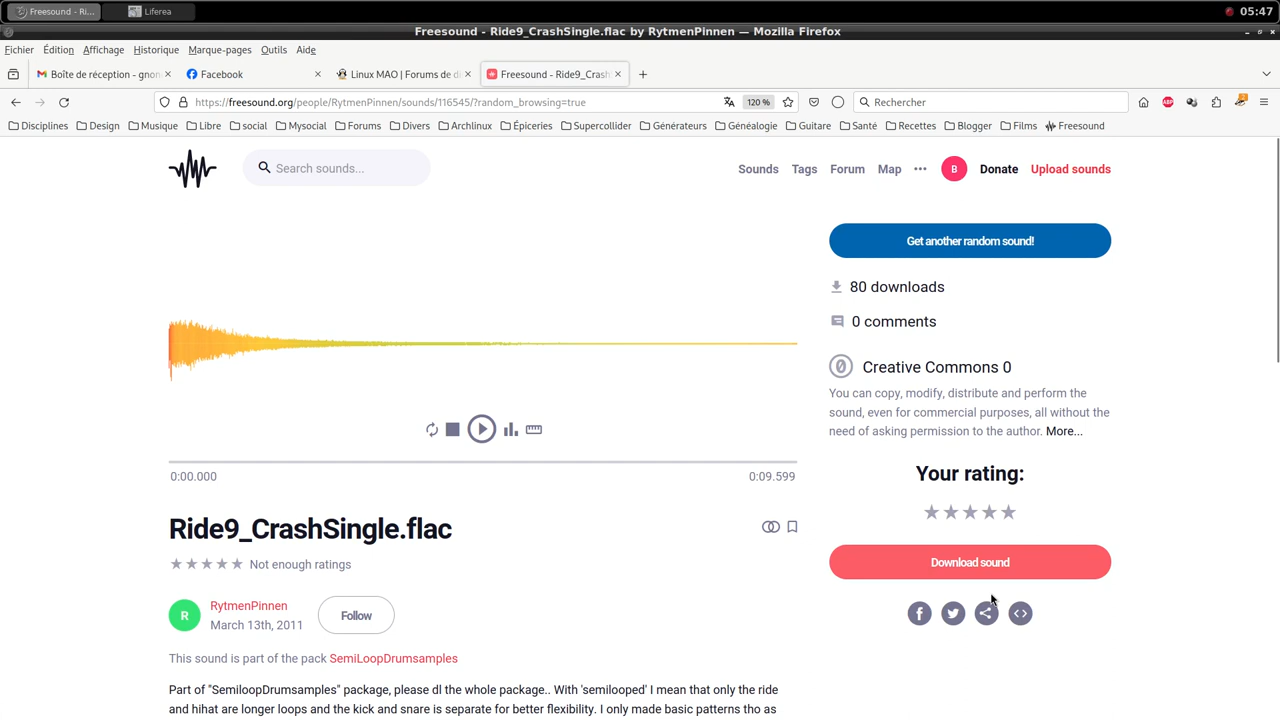 Freesound - Ri...
Liferea
05:47
Freesound - Ride9_CrashSingle.flac by RytmenPinnen — Mozilla Firefox
Fichier Édition Affichage Historique Marque-pages Outils Aide
Boîte de réception - gnon
Facebook
Linux MAO | Forums de d
Freesound - Ride9_Crash
https://freesound.org/people/RytmenPinnen/sounds/116545/?random_browsing=true
120 %
Rechercher
Disciplines Design Musique Libre social Mysocial Forums Divers Archlinux Épiceries Supercollider Générateurs Généalogie Guitare Santé Recettes Blogger Films Freesound
Search sounds...
Sounds Tags Forum Map B Donate Upload sounds
Get another random sound!
80 downloads
0 comments
Creative Commons 0
You can copy, modify, distribute and perform the
sound, even for commercial purposes, all without the
need of asking permission to the author. More...
Your rating:
Download sound
0:00.000
0:09.599
Ride9_CrashSingle.flac
Not enough ratings
R
RytmenPinnen
March 13th, 2011
Follow
This sound is part of the pack SemiLoopDrumsamples
Part of "SemiloopDrumsamples" package, please dl the whole package.. With 'semilooped' I mean that only the ride
and hihat are longer loops and the kick and snare is separate for better flexibility. I only made basic patterns tho as